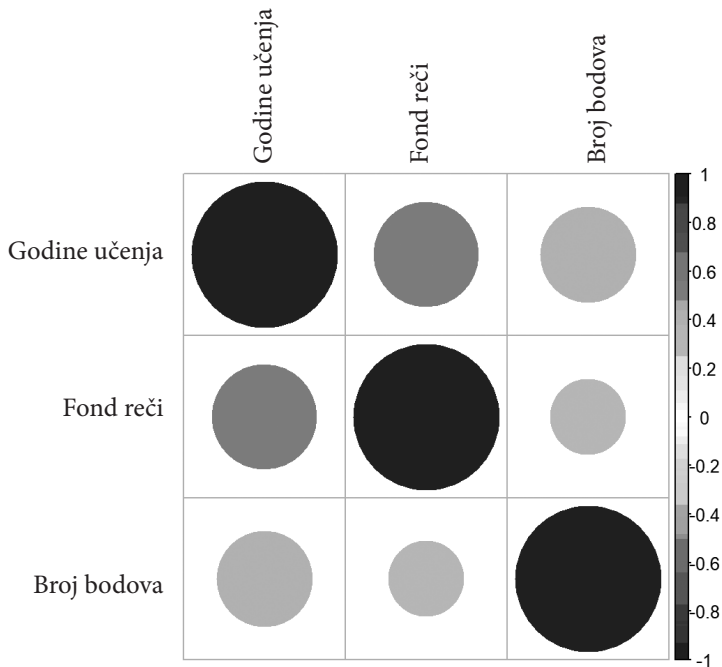 Godine učenja
Fond reči
Broj bodova
Godine učenja
Fond reči
Broj bodova
1
0.8
0.6
0.4
0.2
0
-0.2
-0.4
-0.6
-0.8
-1